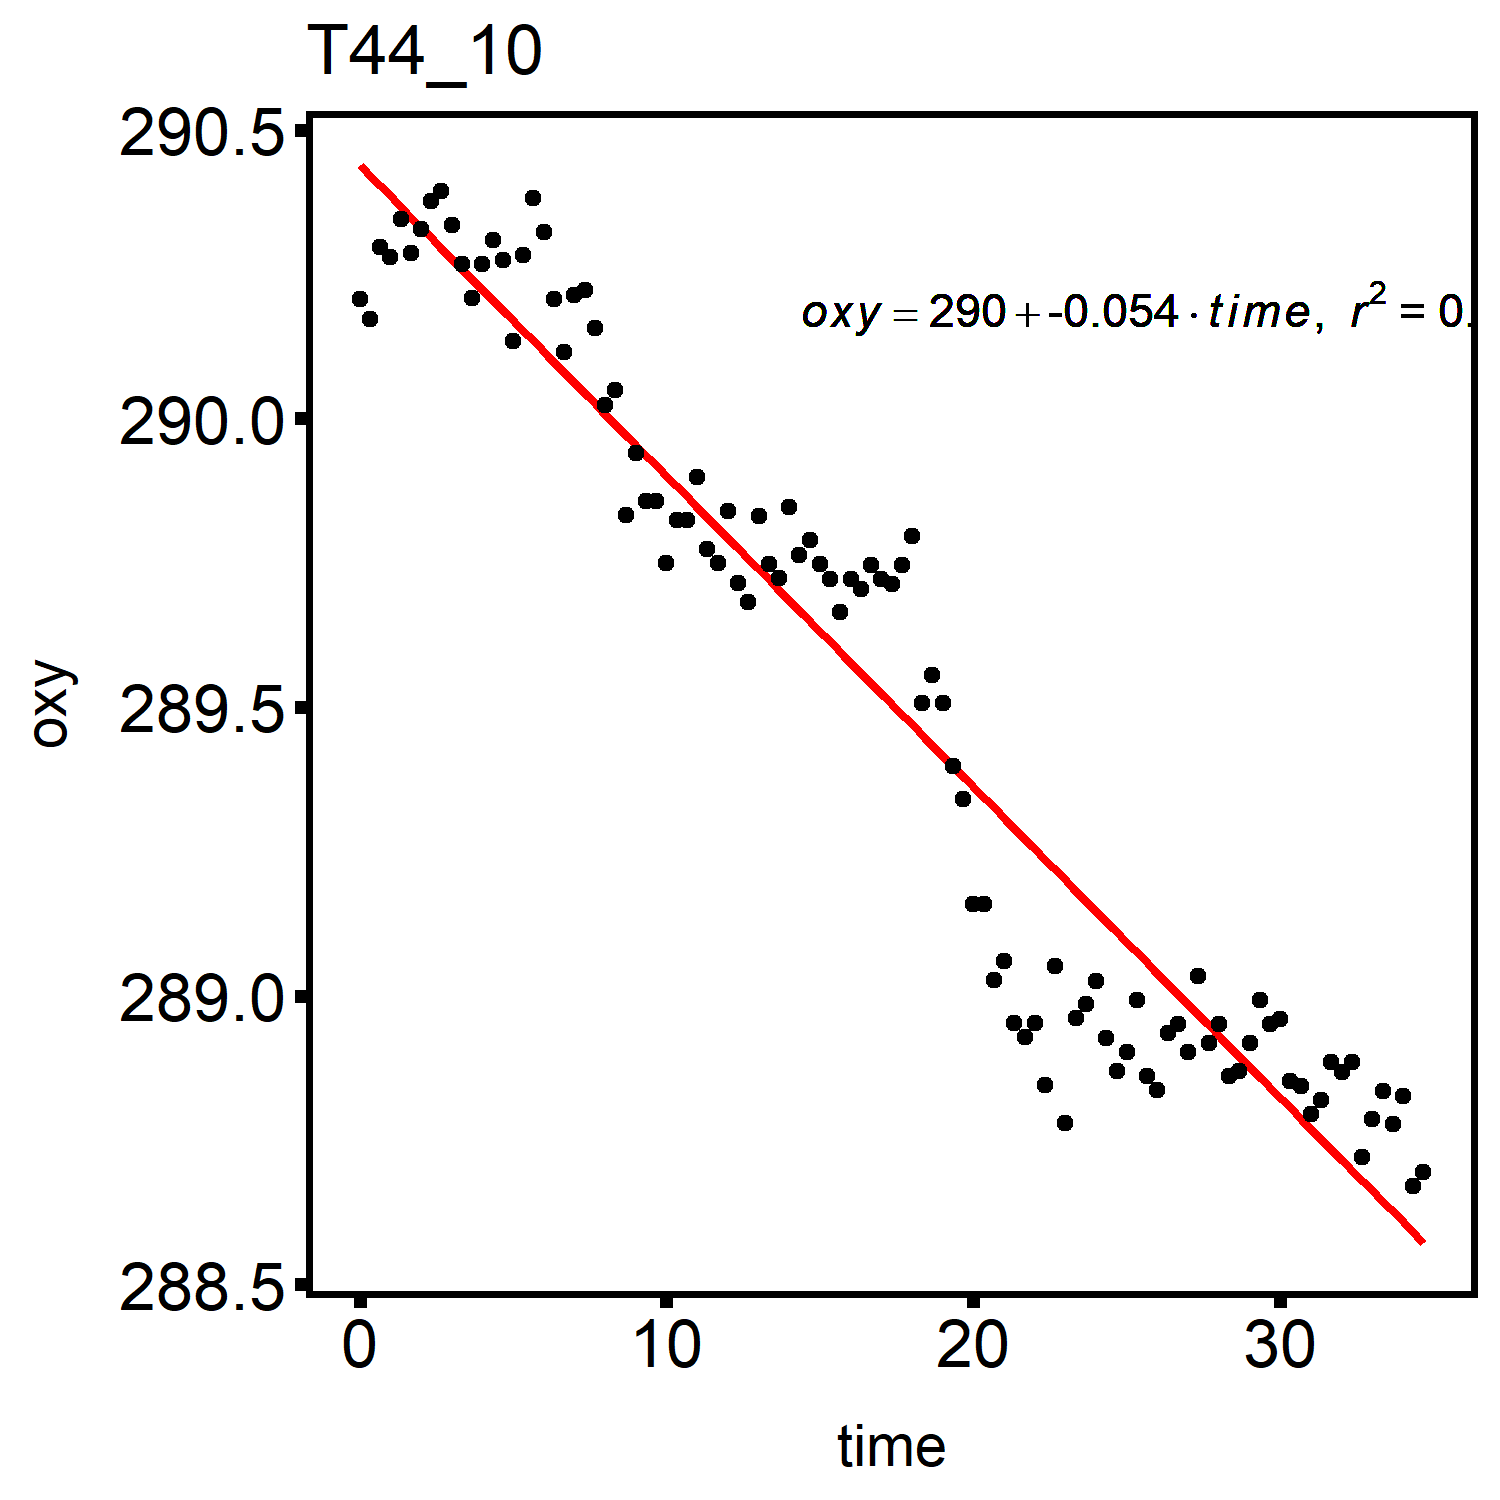 T44_10
290.5
290.0
289.5
289.0
288.5
oxy
oxy = 290 + -0.054 · time, r² = 0.
0 10 20 30
time